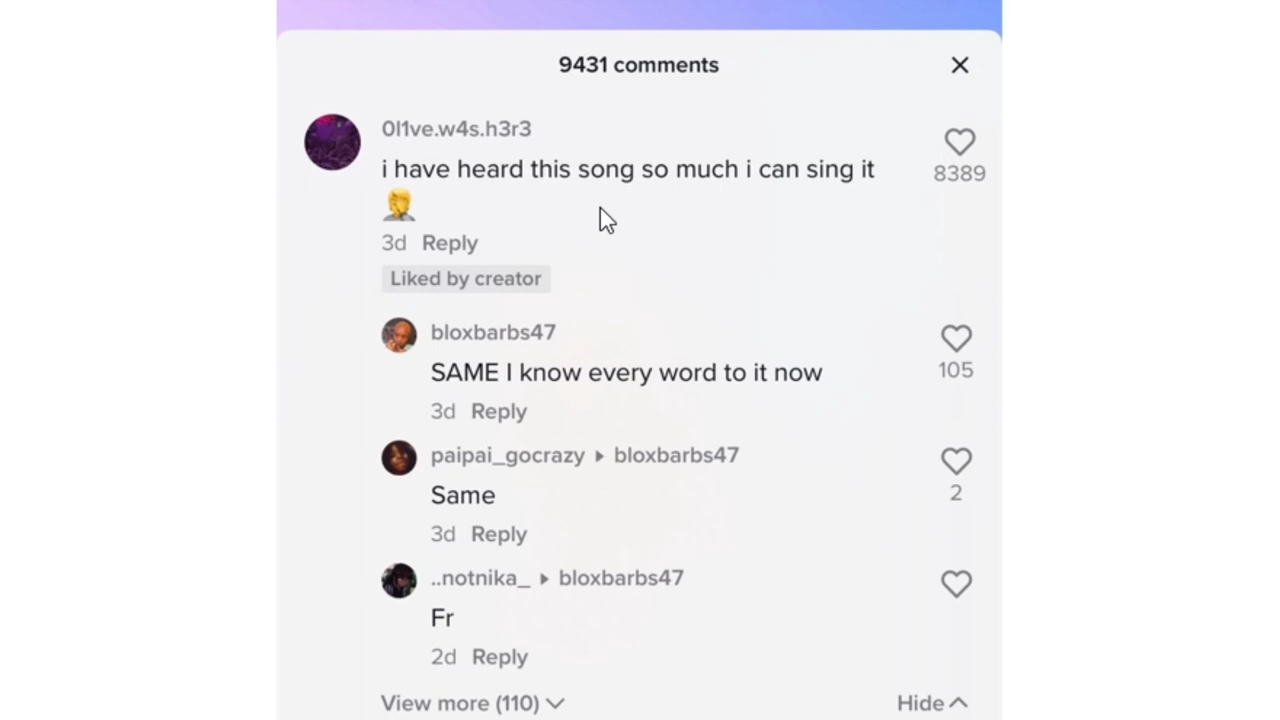 9431 comments
0l1ve.w4s.h3r3
i have heard this song so much i can sing it
🤦
8389
3d Reply
Liked by creator
bloxbarbs47
SAME I know every word to it now
105
3d Reply
paipai_gocrazy ▸ bloxbarbs47
Same
2
3d Reply
..notnika_ ▸ bloxbarbs47
Fr
2d Reply
View more (110) Hide